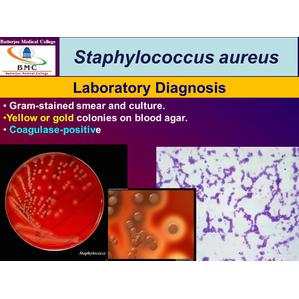 Batterjee Medical College
BMC
Batterjee Medical College
Staphylococcus aureus
Laboratory Diagnosis
• Gram-stained smear and culture.
•Yellow or gold colonies on blood agar.
• Coagulase-positive
Staphylococcus